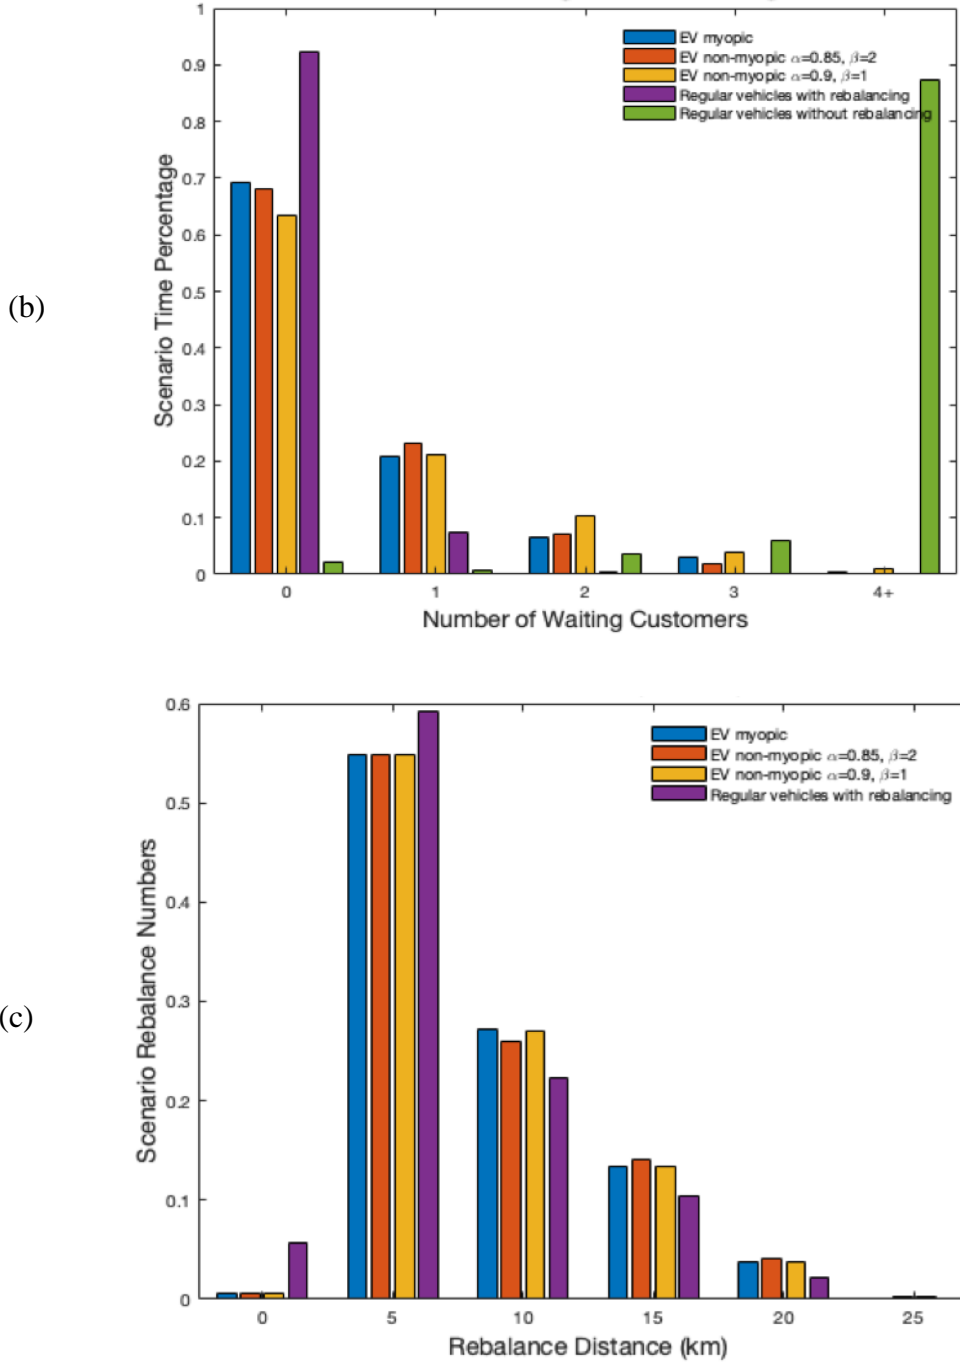 (b)
Scenario Time Percentage
1
0.9
0.8
0.7
0.6
0.5
0.4
0.3
0.2
0.1
0
EV myopic
EV non-myopic α=0.85, β=2
EV non-myopic α=0.9, β=1
Regular vehicles with rebalancing
Regular vehicles without rebalancing
0 1 2 3 4+
Number of Waiting Customers
(c)
Scenario Rebalance Numbers
0.6
0.5
0.4
0.3
0.2
0.1
0
EV myopic
EV non-myopic α=0.85, β=2
EV non-myopic α=0.9, β=1
Regular vehicles with rebalancing
0 5 10 15 20 25
Rebalance Distance (km)